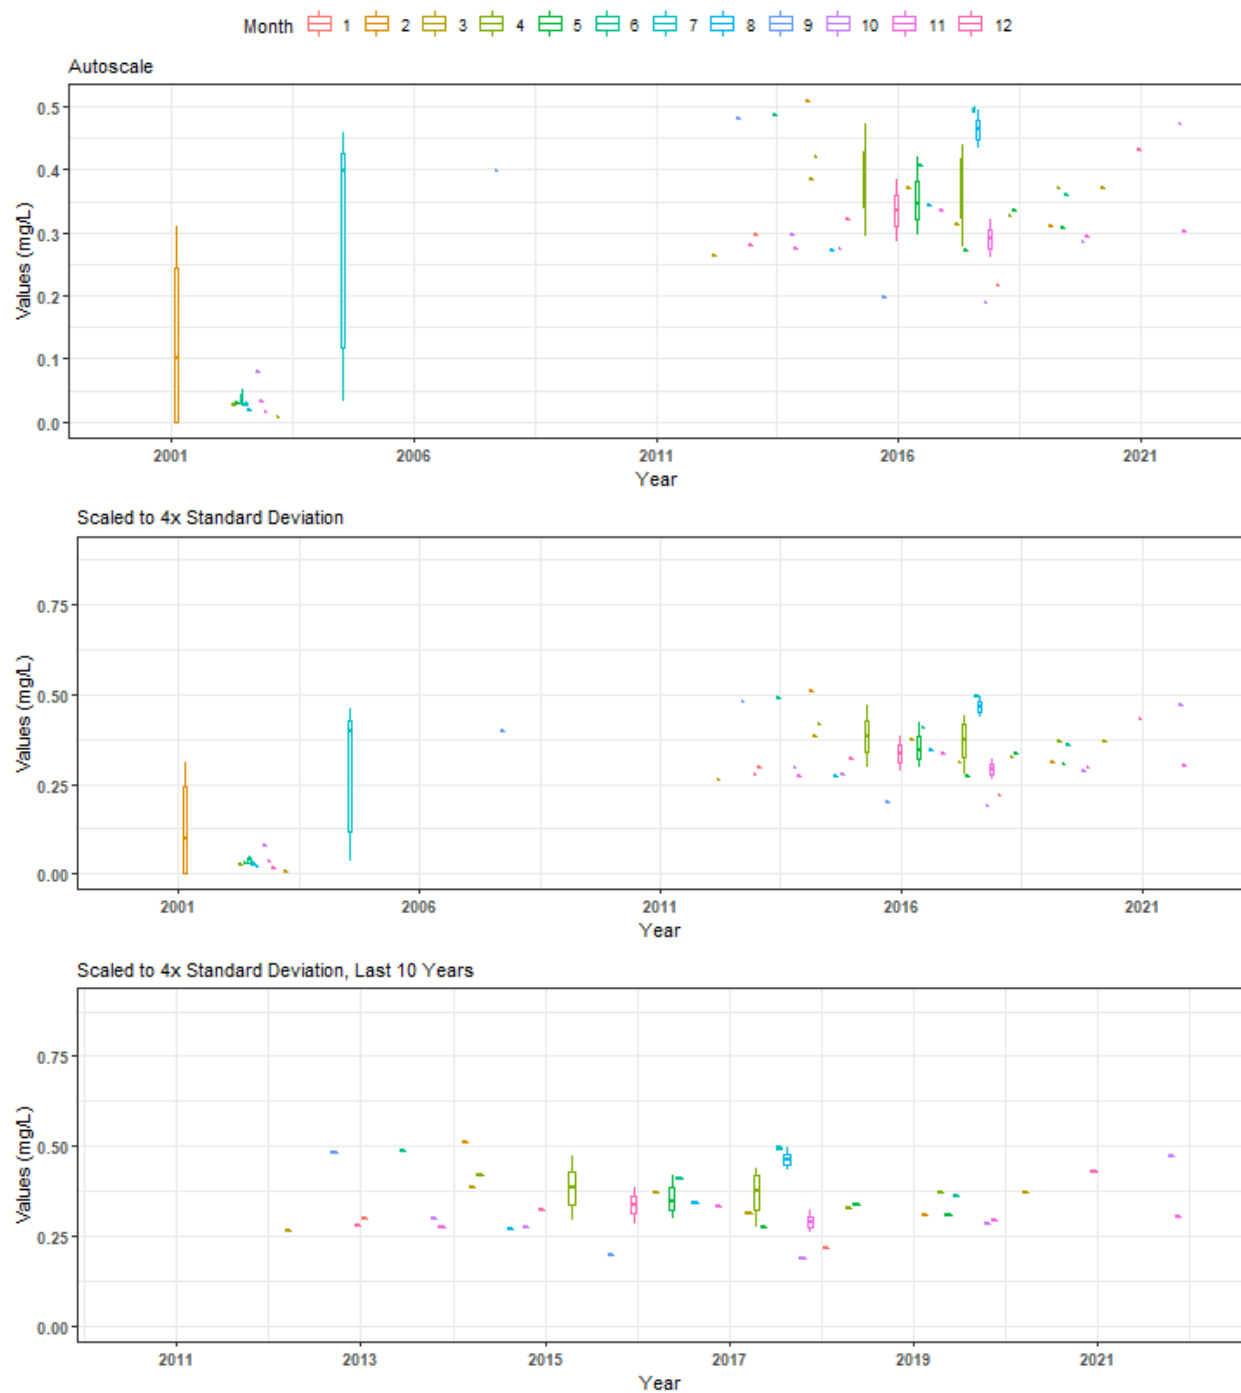 Month 1 2 3 4 5 6 7 8 9 10 11 12
Autoscale
Values (mg/L)
0.5
0.4
0.3
0.2
0.1
0.0
2001 2006 2011 2016 2021
Year
Scaled to 4x Standard Deviation
Values (mg/L)
0.75
0.50
0.25
0.00
2001 2006 2011 2016 2021
Year
Scaled to 4x Standard Deviation, Last 10 Years
Values (mg/L)
0.75
0.50
0.25
0.00
2011 2013 2015 2017 2019 2021
Year